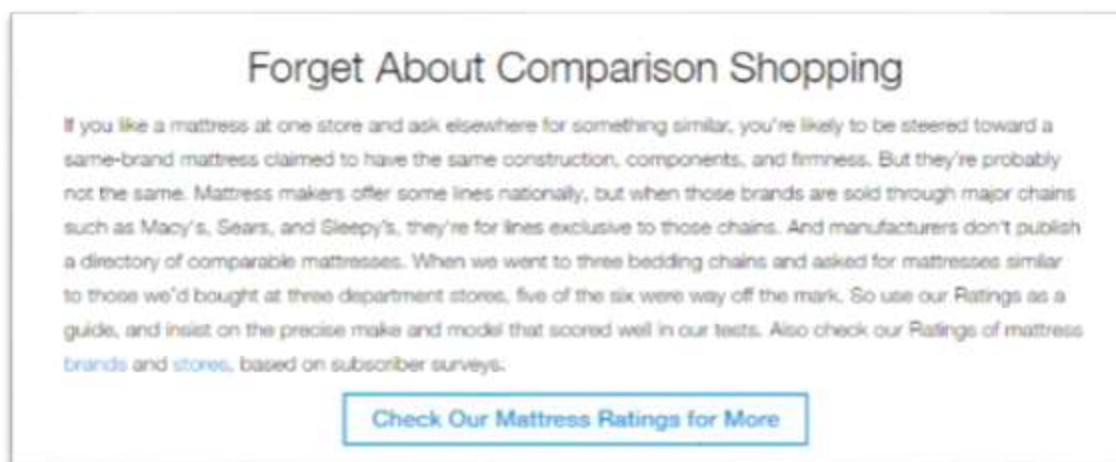 Forget About Comparison Shopping
If you like a mattress at one store and ask elsewhere for something similar, you're likely to be steered toward a
same-brand mattress claimed to have the same construction, components, and firmness. But they're probably
not the same. Mattress makers offer some lines nationally, but when those brands are sold through major chains
such as Macy's, Sears, and Sleepy's, they're for lines exclusive to those chains. And manufacturers don't publish
a directory of comparable mattresses. When we went to three bedding chains and asked for mattresses similar
to those we'd bought at three department stores, five of the six were way off the mark. So use our Ratings as a
guide, and insist on the precise make and model that scored well in our tests. Also check our Ratings of mattress
brands and stores, based on subscriber surveys.
Check Our Mattress Ratings for More